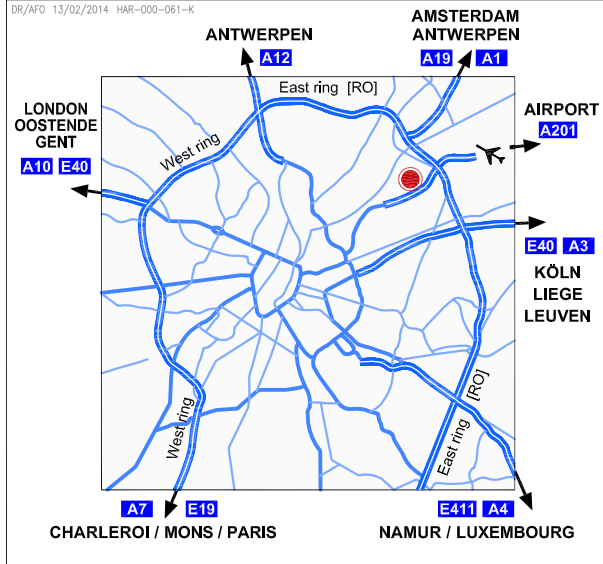 DR/AFO 13/02/2014 HAR-000-061-K
AMSTERDAM
ANTWERPEN
ANTWERPEN
A12
A19 A1
East ring [RO]
AIRPORT
A201
LONDON
OOSTENDE
GENT
A10 E40
West ring
E40 A3
KÖLN
LIEGE
LEUVEN
West ring
East ring [RO]
A7 E19
E411 A4
CHARLEROI / MONS / PARIS
NAMUR / LUXEMBOURG